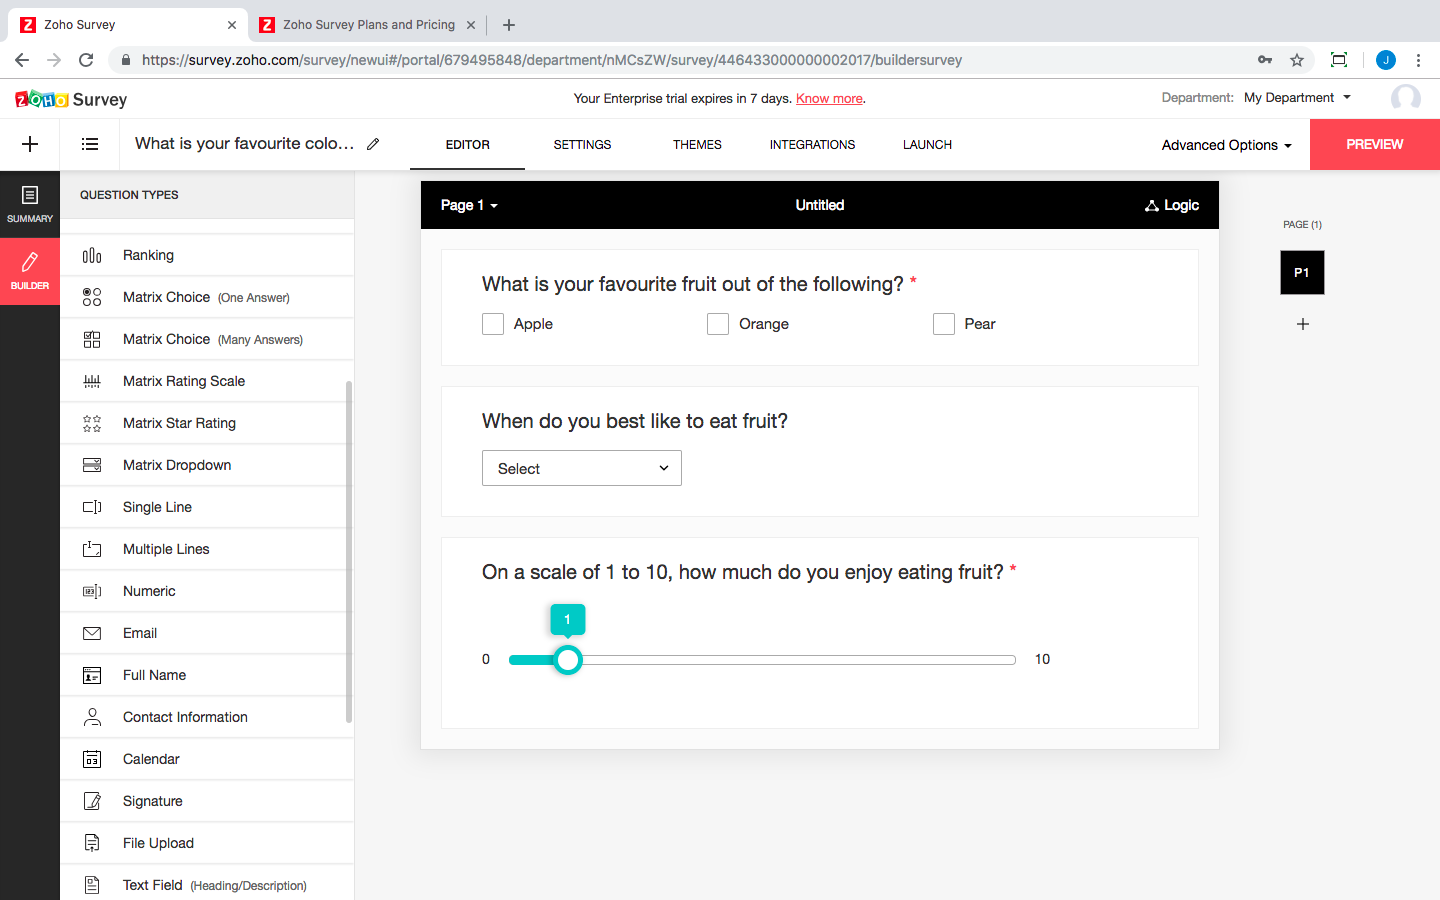 Zoho Survey
Zoho Survey Plans and Pricing
https://survey.zoho.com/survey/newui#/portal/679495848/department/nMCsZW/survey/446433000000002017/buildersurvey
J
ZOHO Survey
Your Enterprise trial expires in 7 days. Know more.
Department: My Department
What is your favourite colo...
EDITOR
SETTINGS
THEMES
INTEGRATIONS
LAUNCH
Advanced Options
PREVIEW
SUMMARY
BUILDER
QUESTION TYPES
Ranking
Matrix Choice (One Answer)
Matrix Choice (Many Answers)
Matrix Rating Scale
Matrix Star Rating
Matrix Dropdown
Single Line
Multiple Lines
Numeric
Email
Full Name
Contact Information
Calendar
Signature
File Upload
Text Field (Heading/Description)
Page 1
Untitled
Logic
What is your favourite fruit out of the following? *
Apple
Orange
Pear
When do you best like to eat fruit?
Select
On a scale of 1 to 10, how much do you enjoy eating fruit? *
1
0
10
PAGE (1)
P1